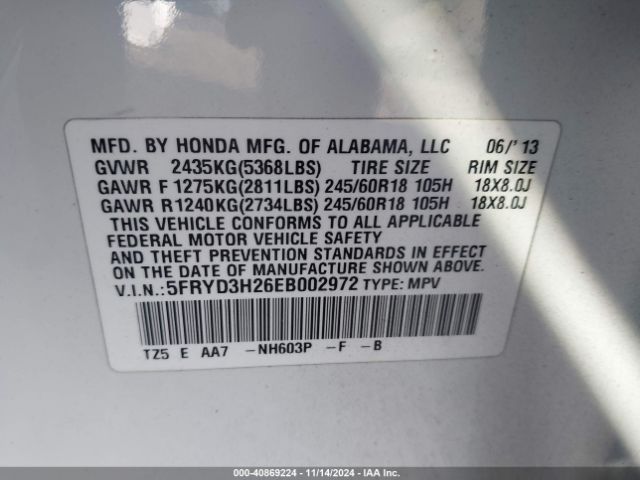 MFD. BY HONDA MFG. OF ALABAMA, LLC 06/'13
GVWR 2435KG(5368LBS) TIRE SIZE RIM SIZE
GAWR F 1275KG(2811LBS) 245/60R18 105H 18X8.0J
GAWR R 1240KG(2734LBS) 245/60R18 105H 18X8.0J
THIS VEHICLE CONFORMS TO ALL APPLICABLE
FEDERAL MOTOR VEHICLE SAFETY
AND THEFT PREVENTION STANDARDS IN EFFECT
ON THE DATE OF MANUFACTURE SHOWN ABOVE.
V.I.N.:5FRYD3H26EB002972 TYPE: MPV
TZ5 E AA7 -NH603P -F -B
000-40869224 - 11/14/2024 - IAAI.com